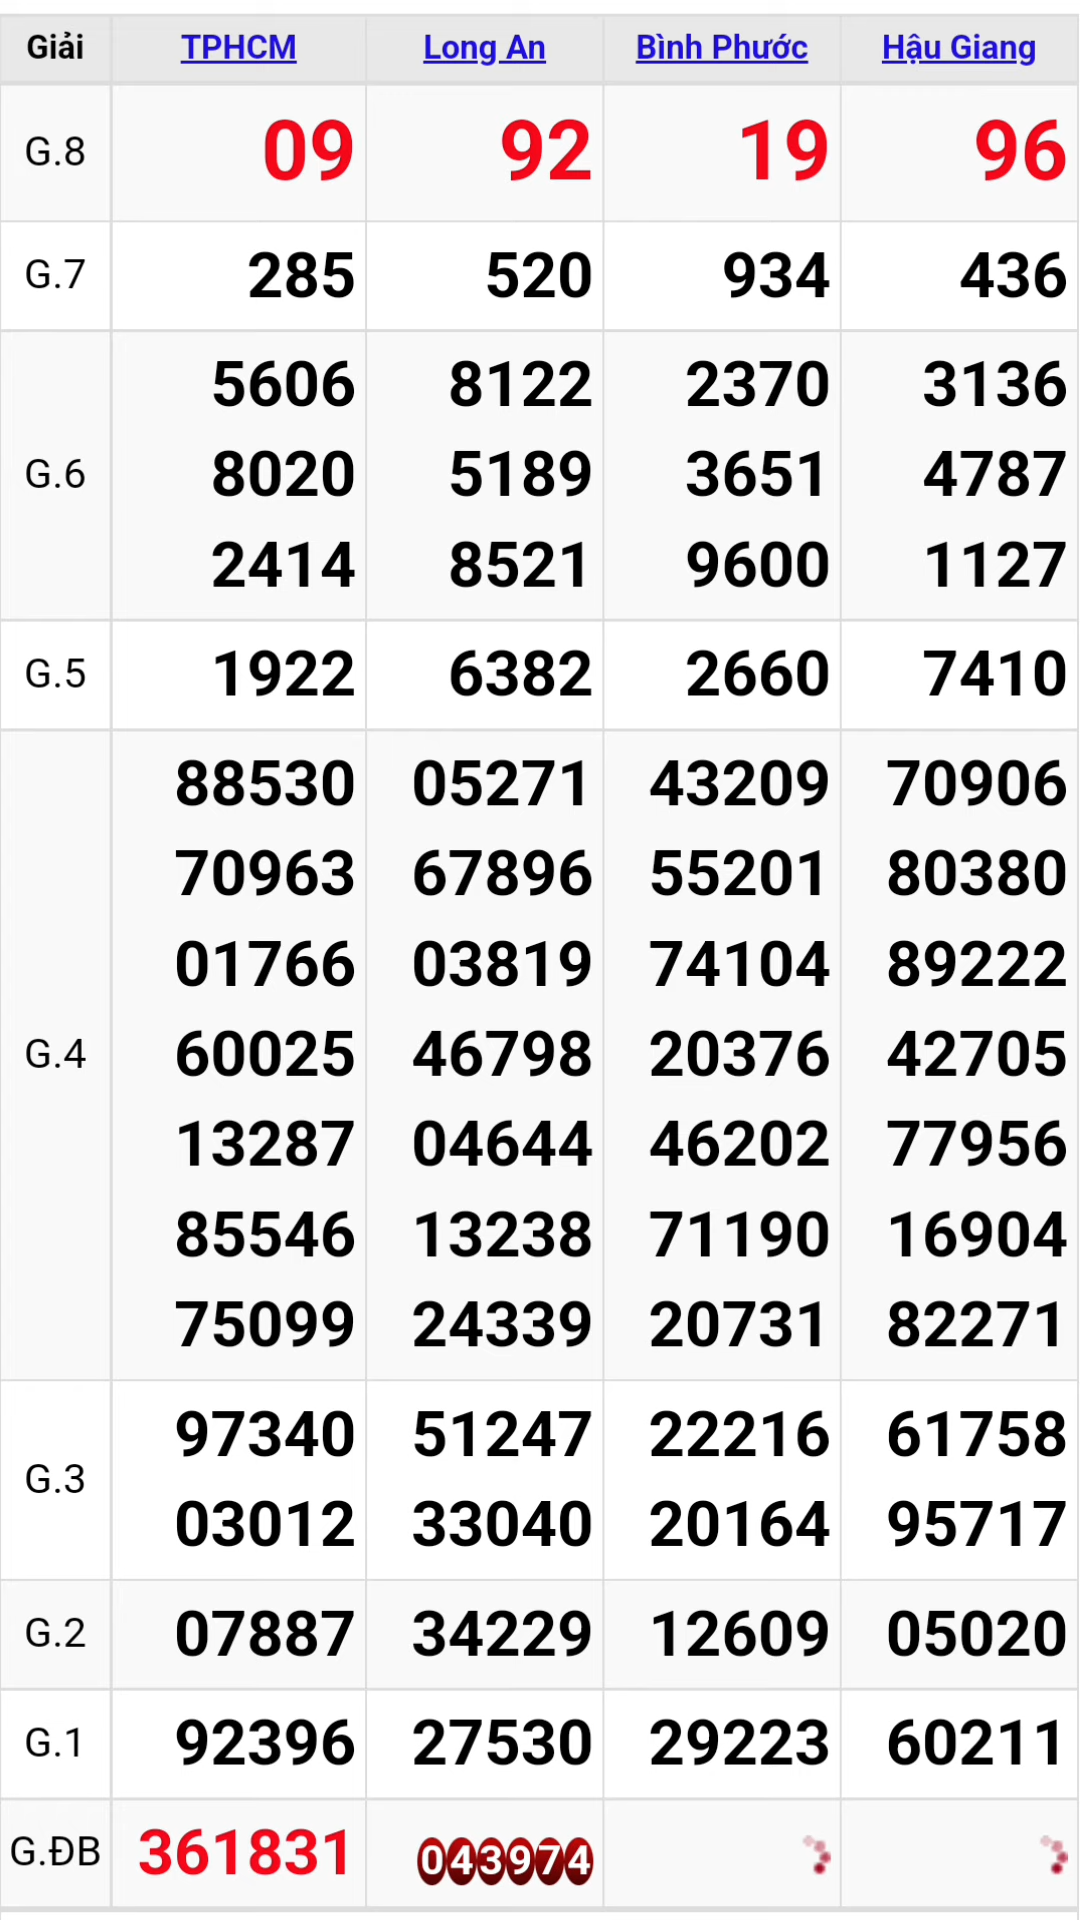 Giải TPHCM Long An Bình Phước Hậu Giang
G.8 09 92 19 96
G.7 285 520 934 436
5606 8122 2370 3136
G.6 8020 5189 3651 4787
2414 8521 9600 1127
G.5 1922 6382 2660 7410
88530 05271 43209 70906
70963 67896 55201 80380
01766 03819 74104 89222
G.4 60025 46798 20376 42705
13287 04644 46202 77956
85546 13238 71190 16904
75099 24339 20731 82271
97340 51247 22216 61758
G.3
03012 33040 20164 95717
G.2 07887 34229 12609 05020
G.1 92396 27530 29223 60211
G.ĐB 361831 043974